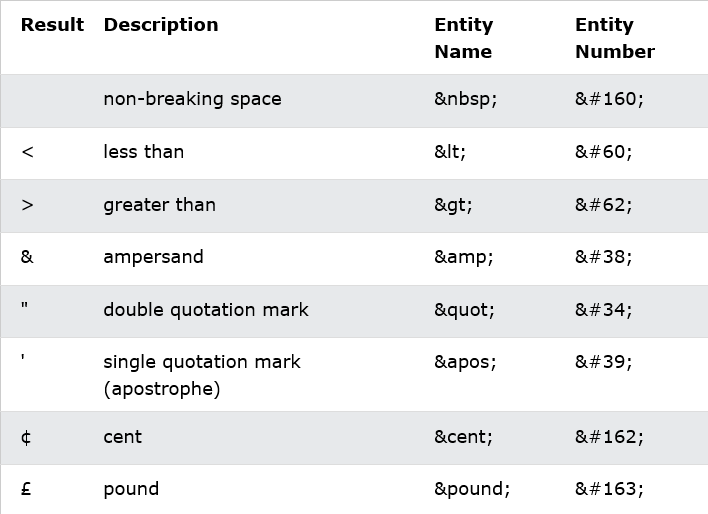 Result Description Entity Name Entity Number
non-breaking space &nbsp; &#160;
< less than &lt; &#60;
> greater than &gt; &#62;
& ampersand &amp; &#38;
" double quotation mark &quot; &#34;
' single quotation mark (apostrophe) &apos; &#39;
¢ cent &cent; &#162;
£ pound &pound; &#163;